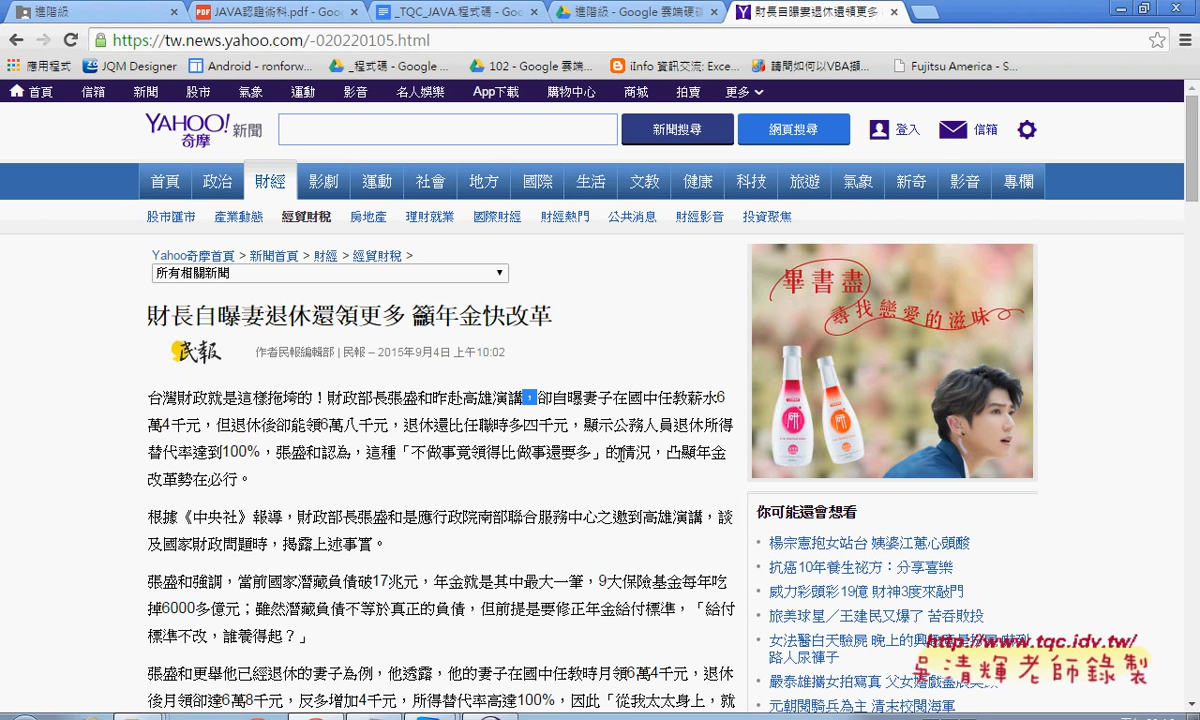 進階級
JAVA認證術科.pdf - Goo
_TQC_JAVA.程式碼 - Goo
進階級 - Google 雲端硬碟
財長自曝妻退休還領更多
https://tw.news.yahoo.com/-020220105.html
應用程式
JQM Designer
Android - ronforw...
_程式碼 - Google ...
102 - Google 雲端...
iInfo 資訊交流: Exce...
請問如何以VBA擷...
Fujitsu America - S...
首頁 信箱 新聞 股市 氣象 運動 影音 名人娛樂 App下載 購物中心 商城 拍賣 更多
YAHOO! 奇摩 新聞
新聞搜尋 網頁搜尋 登入 信箱
首頁 政治 財經 影劇 運動 社會 地方 國際 生活 文教 健康 科技 旅遊 氣象 新奇 影音 專欄
股市匯市 產業動態 經貿財稅 房地產 理財就業 國際財經 財經熱門 公共消息 財經影音 投資聚焦
Yahoo奇摩首頁 > 新聞首頁 > 財經 > 經貿財稅 >
所有相關新聞
財長自曝妻退休還領更多 籲年金快改革
民報
作者民報編輯部 | 民報 – 2015年9月4日 上午10:02
台灣財政就是這樣拖垮的！財政部長張盛和昨赴高雄演講，卻自曝妻子在國中任教薪水6
萬4千元，但退休後卻能領6萬八千元，退休還比任職時多四千元，顯示公務人員退休所得
替代率達到100%，張盛和認為，這種「不做事竟領得比做事還要多」的情況，凸顯年金
改革勢在必行。
根據《中央社》報導，財政部長張盛和是應行政院南部聯合服務中心之邀到高雄演講，談
及國家財政問題時，揭露上述事實。
張盛和強調，當前國家潛藏負債破17兆元，年金就是其中最大一筆，9大保險基金每年吃
掉6000多億元；雖然潛藏負債不等於真正的負債，但前提是要修正年金給付標準，「給付
標準不改，誰養得起？」
張盛和更舉他已經退休的妻子為例，他透露，他的妻子在國中任教時月領6萬4千元，退休
後月領卻達6萬8千元，反多增加4千元，所得替代率高達100%，因此「從我太太身上，就
畢書盡
尋找戀愛的滋味
研
研
你可能還會想看
楊宗憲抱女站台 姨婆江蕙心頭酸
抗癌10年養生祕方：分享喜樂
威力彩頭彩19億 財神3度來敲門
旅美球星／王建民又爆了 苦吞敗投
女法醫白天驗屍 晚上的興
路人尿褲子
嚴泰雄攜女拍寫真 父女
元朝閱騎兵為主 清末校閱海軍
http://www.tqc.idv.tw/
吳清輝老師錄製